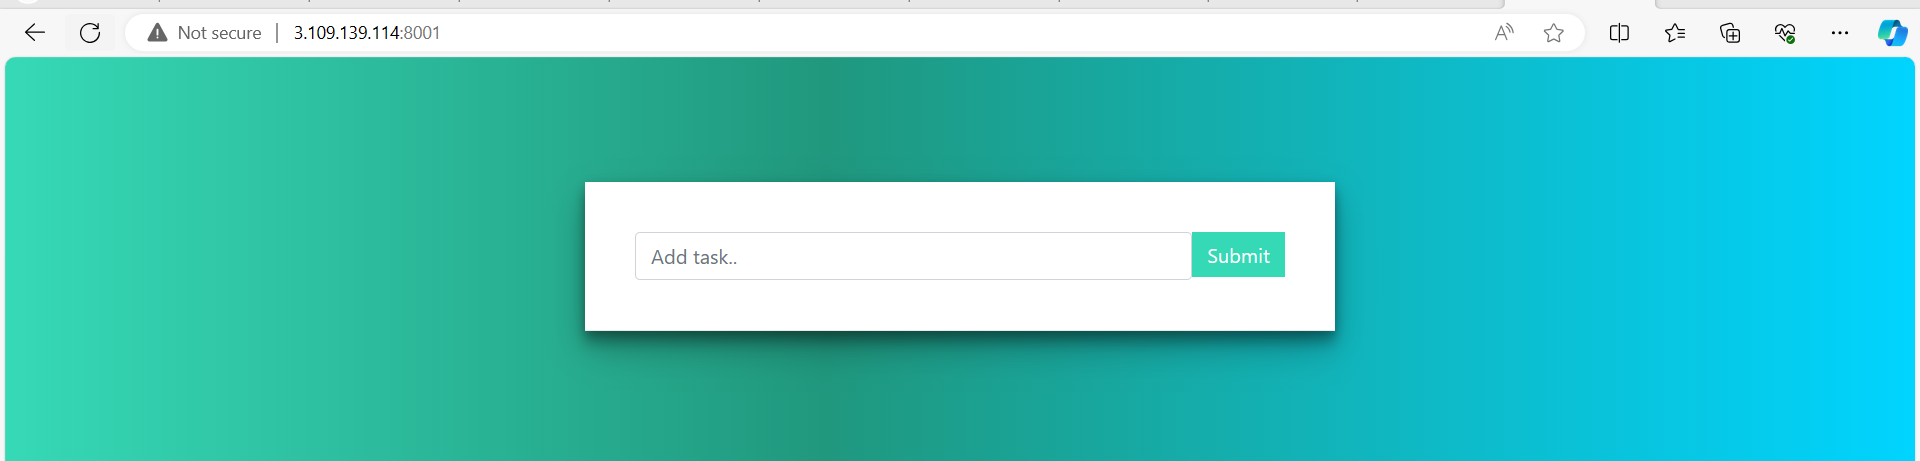 Not secure | 3.109.139.114:8001
Add task..
Submit